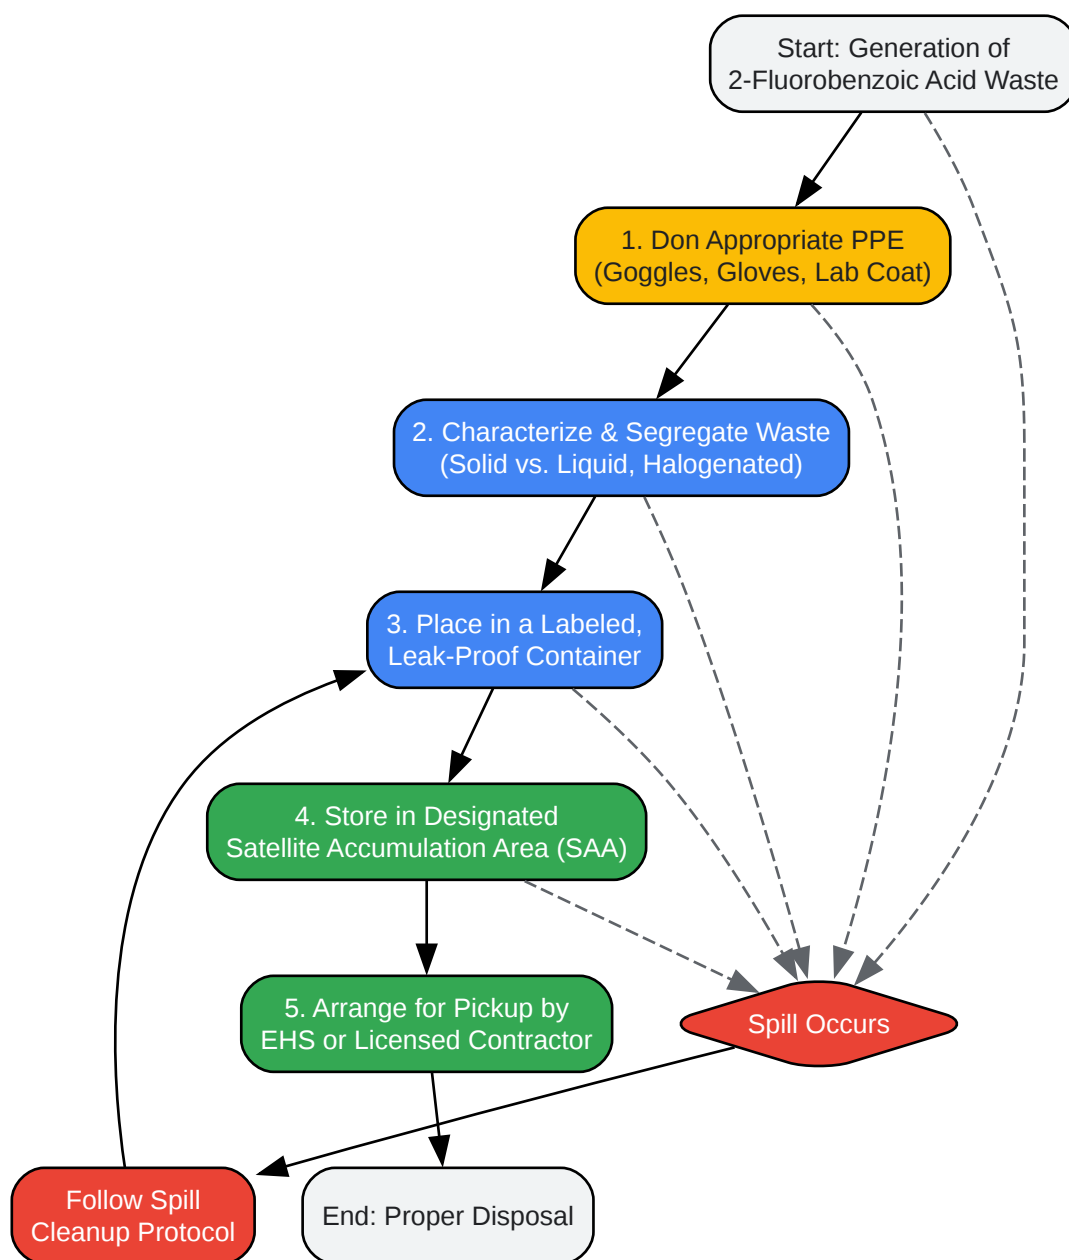 Start: Generation of
2-Fluorobenzoic Acid Waste
1. Don Appropriate PPE
(Goggles, Gloves, Lab Coat)
2. Characterize & Segregate Waste
(Solid vs. Liquid, Halogenated)
3. Place in a Labeled,
Leak-Proof Container
4. Store in Designated
Satellite Accumulation Area (SAA)
5. Arrange for Pickup by
EHS or Licensed Contractor
Spill Occurs
Follow Spill
Cleanup Protocol
End: Proper Disposal